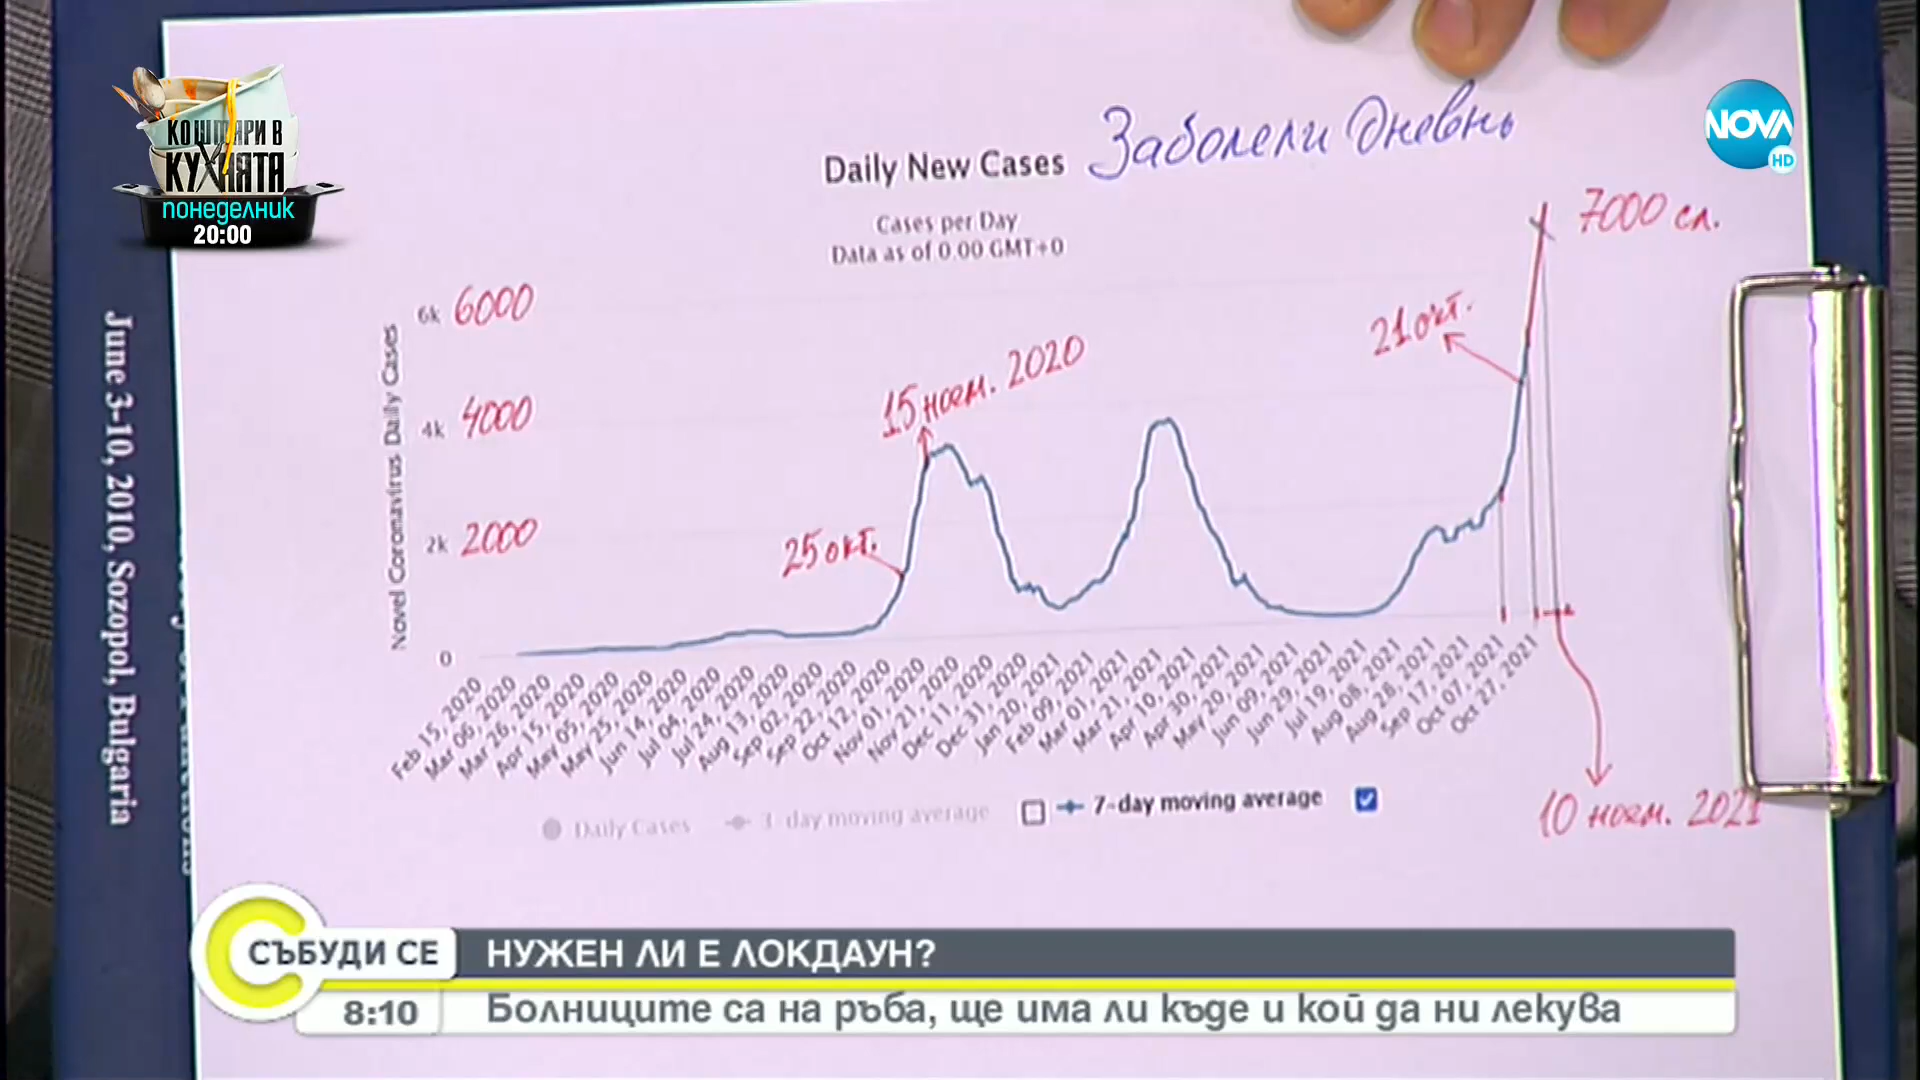 КОШМАРИ В
КУХНЯТА
понеделник
20:00
NOVA
HD
June 3-10, 2010, Sozopol, Bulgaria
Daily New Cases Заболели дневнь
Cases per Day
Data as of 0.00 GMT+0
7000 сл.
Novel Coronavirus Daily Cases
6k 6000
4k 4000
2k 2000
0
25 окт.
15 ноем. 2020
21 окт.
Feb 15, 2020
Mar 06, 2020
Mar 26, 2020
Apr 15, 2020
May 05, 2020
May 25, 2020
Jun 14, 2020
Jul 04, 2020
Jul 24, 2020
Aug 13, 2020
Sep 02, 2020
Sep 22, 2020
Oct 12, 2020
Nov 01, 2020
Nov 21, 2020
Dec 11, 2020
Dec 31, 2020
Jan 20, 2021
Feb 09, 2021
Mar 01, 2021
Mar 21, 2021
Apr 10, 2021
Apr 30, 2021
May 20, 2021
Jun 09, 2021
Jun 29, 2021
Jul 19, 2021
Aug 08, 2021
Aug 28, 2021
Sep 17, 2021
Oct 07, 2021
Oct 27, 2021
10 ноем. 2021
Daily Cases 3-day moving average 7-day moving average
СЪБУДИ СЕ
НУЖЕН ЛИ Е ЛОКДАУН?
8:10
Болниците са на ръба, ще има ли къде и кой да ни лекува